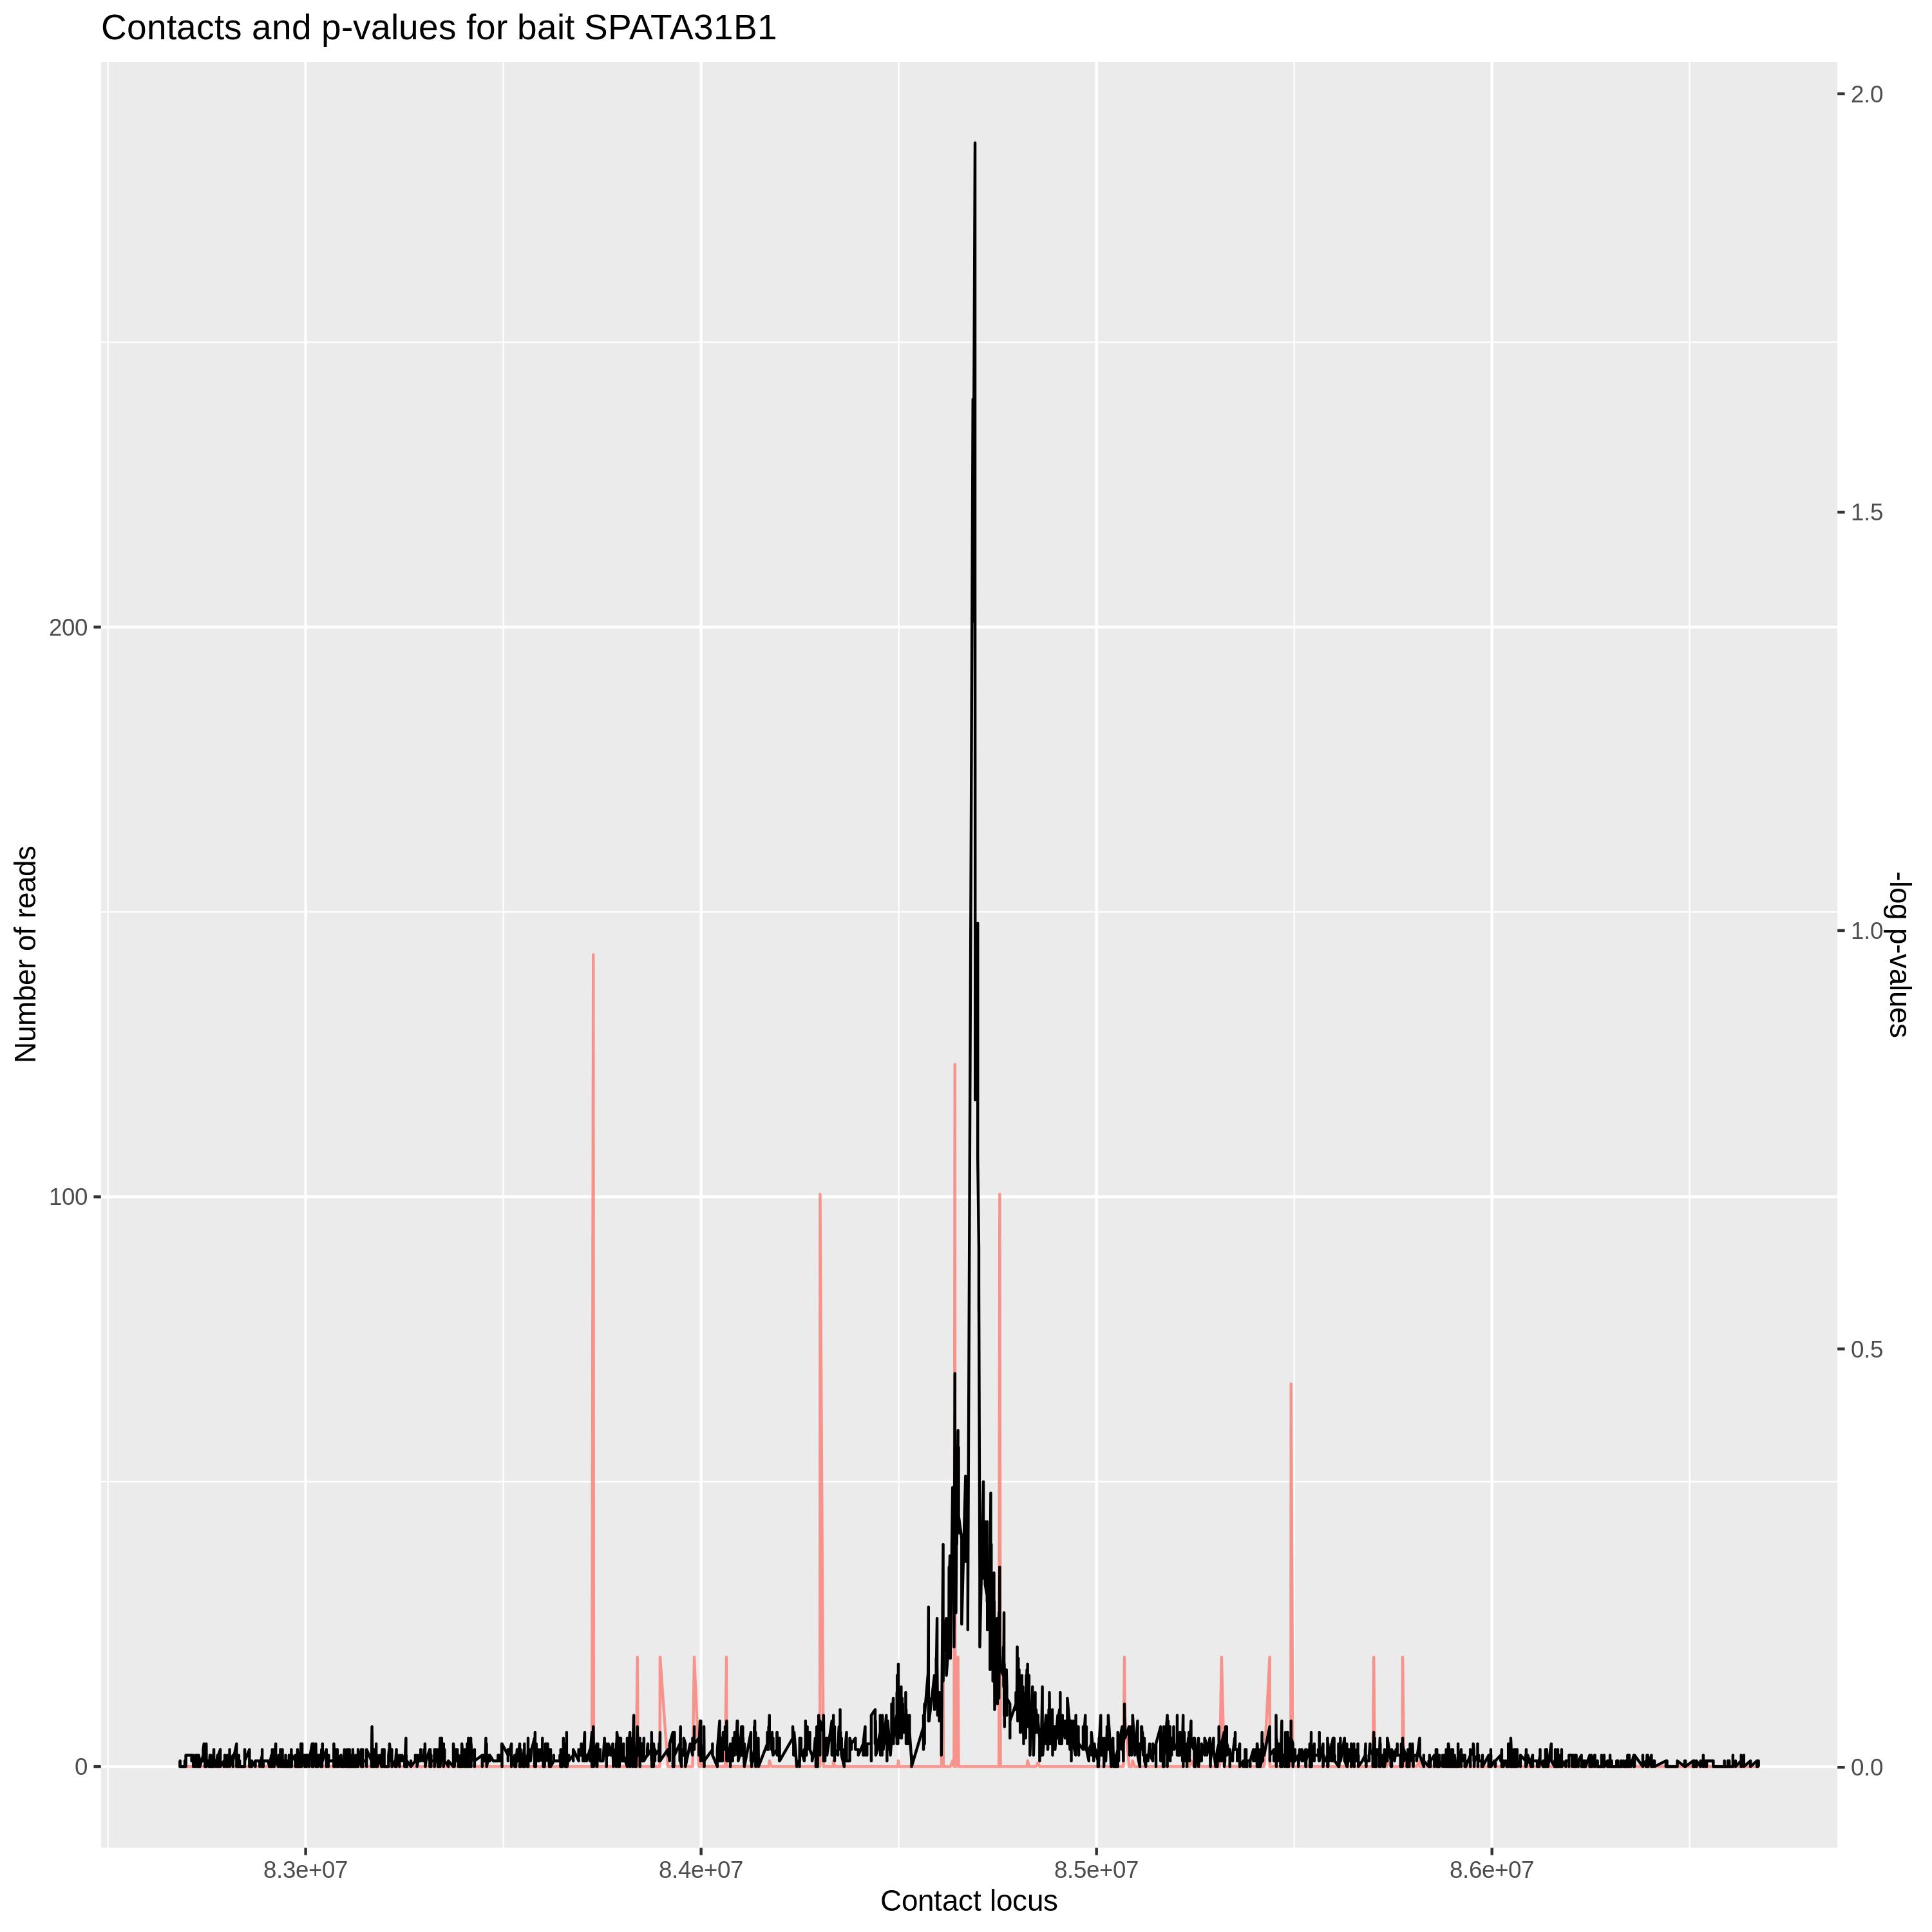 Contacts and p-values for bait SPATA31B1
2.0
1.5
200
Number of reads
-log p-values
1.0
100
0.5
0
0.0
8.3e+07 8.4e+07 8.5e+07 8.6e+07
Contact locus